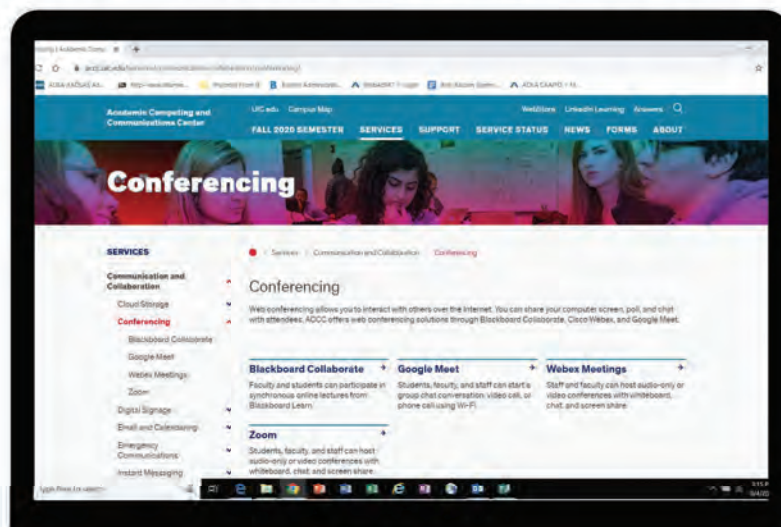 Academic Computing and
Communications Center
UIC.edu Campus Map
WebStore LinkedIn Learning Answers
FALL 2020 SEMESTER SERVICES SUPPORT SERVICE STATUS NEWS FORMS ABOUT
Conferencing
SERVICES
Services Communication and Collaboration Conferencing
Communication and
Collaboration
Cloud Storage
Conferencing
Blackboard Collaborate
Google Meet
Webex Meetings
Zoom
Digital Signage
Email and Calendaring
Emergency
Communications
Instant Messaging
Conferencing
Web conferencing allows you to interact with others over the Internet. You can share your computer screen, poll, and chat
with attendees. ACCC offers web conferencing solutions through Blackboard Collaborate, Cisco Webex, and Google Meet.
Blackboard Collaborate
Faculty and students can participate in
synchronous online lectures from
Blackboard Learn.
Google Meet
Students, faculty, and staff can start a
group chat conversation, video call, or
phone call using Wi-Fi.
Webex Meetings
Staff and faculty can host audio-only or
video conferences with whiteboard,
chat, and screen share.
Zoom
Students, faculty, and staff can host
audio-only or video conferences with
whiteboard, chat, and screen share.